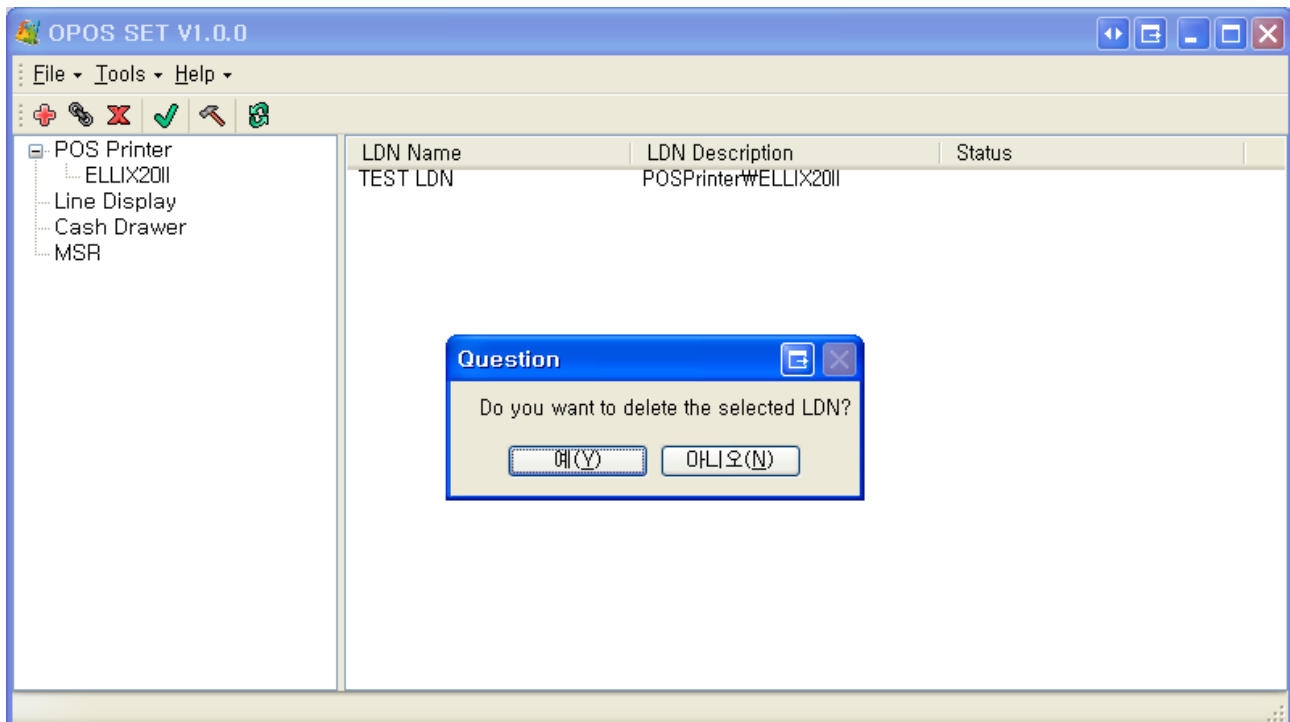 OPOS SET V1.0.0
File Tools Help
POS Printer
ELLIX20II
Line Display
Cash Drawer
MSR
LDN Name LDN Description Status
TEST LDN POSPrinter₩ELLIX20II
Question
Do you want to delete the selected LDN?
예(Y) 아니오(N)